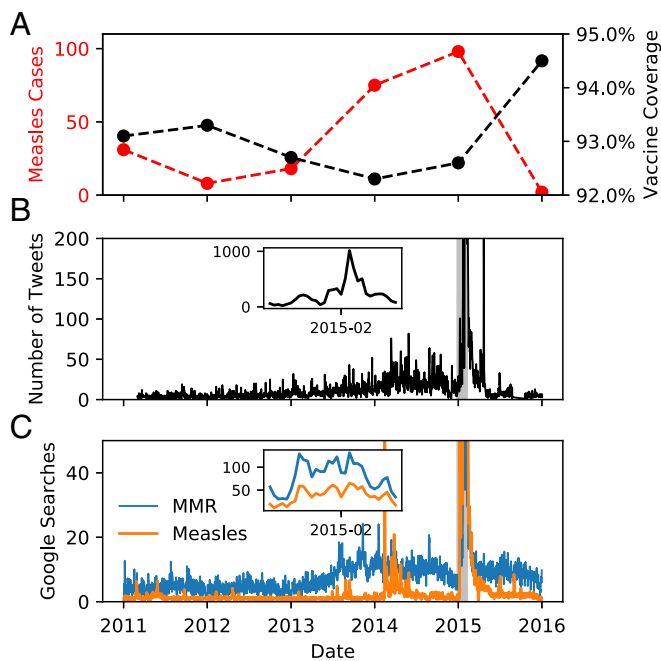 A
100
50
0
Measles Cases
95.0%
94.0%
93.0%
92.0%
Vaccine Coverage
B
200
150
100
50
0
Number of Tweets
1000
0
2015-02
C
40
20
0
Google Searches
100
50
2015-02
MMR
Measles
2011 2012 2013 2014 2015 2016
Date